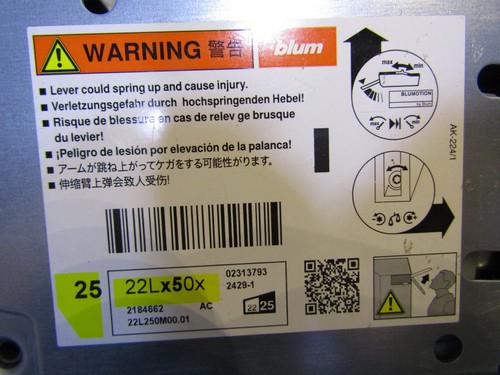 WARNING 警告
blum
Lever could spring up and cause injury.
Verletzungsgefahr durch hochspringenden Hebel!
Risque de blessure en cas de relevage brusque
du levier!
¡Peligro de lesión por elevación de la palanca!
アームが跳ね上がってケガをする可能性があります。
伸缩臂上弹会致人受伤!
max min
BLUMOTION
by Blum
max min
AK-224/1
25
22Lx50x
2184662 AC
22L250M00.01
02313793
2429-1
22 25